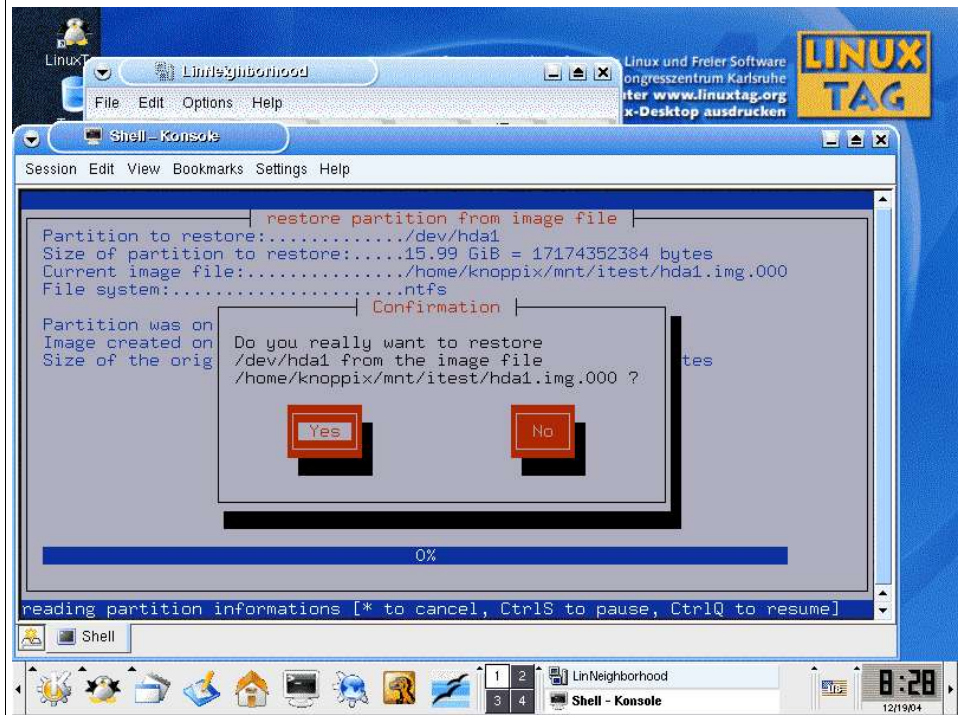 LinuxT
LinNeighborhood
File Edit Options Help
Linux und Freier Software
ongresszentrum Karlsruhe
ter www.linuxtag.org
x-Desktop ausdrucken
LINUX
TAG
Shell - Konsole
Session Edit View Bookmarks Settings Help
restore partition from image file
Partition to restore:............./dev/hda1
Size of partition to restore:.....15.99 GiB = 17174352384 bytes
Current image file:.............../home/knoppix/mnt/itest/hda1.img.000
File system:......................ntfs
Partition was on
Image created on
Size of the orig
tes
Confirmation
Do you really want to restore
/dev/hda1 from the image file
/home/knoppix/mnt/itest/hda1.img.000 ?
Yes
No
0%
reading partition informations [* to cancel, CtrlS to pause, CtrlQ to resume]
Shell
1 2
3 4
LinNeighborhood
Shell - Konsole
8:28
12/19/04